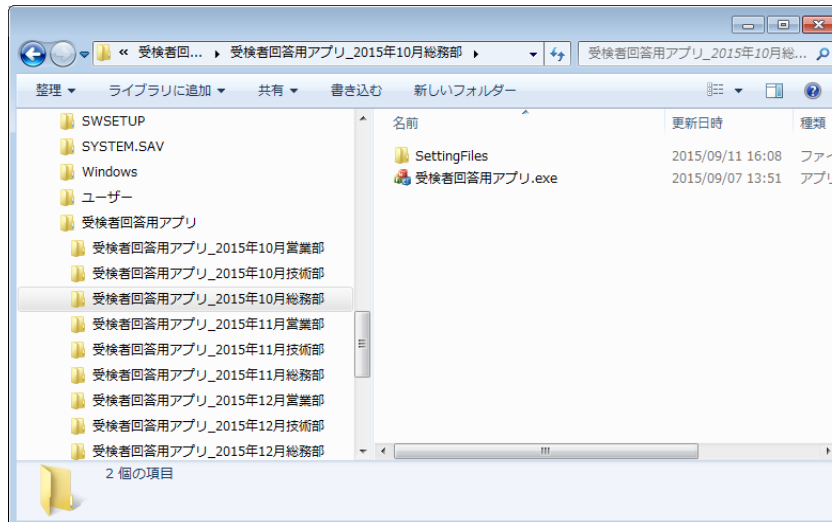 « 受検者回... ▸ 受検者回答用アプリ_2015年10月総務部 ▸
受検者回答用アプリ_2015年10月総...
整理 ▼ ライブラリに追加 ▼ 共有 ▼ 書き込む 新しいフォルダー
SWSETUP
SYSTEM.SAV
Windows
ユーザー
受検者回答用アプリ
受検者回答用アプリ_2015年10月営業部
受検者回答用アプリ_2015年10月技術部
受検者回答用アプリ_2015年10月総務部
受検者回答用アプリ_2015年11月営業部
受検者回答用アプリ_2015年11月技術部
受検者回答用アプリ_2015年11月総務部
受検者回答用アプリ_2015年12月営業部
受検者回答用アプリ_2015年12月技術部
受検者回答用アプリ_2015年12月総務部
名前 更新日時 種類
SettingFiles 2015/09/11 16:08 ファイ
受検者回答用アプリ.exe 2015/09/07 13:51 アプリ
2 個の項目